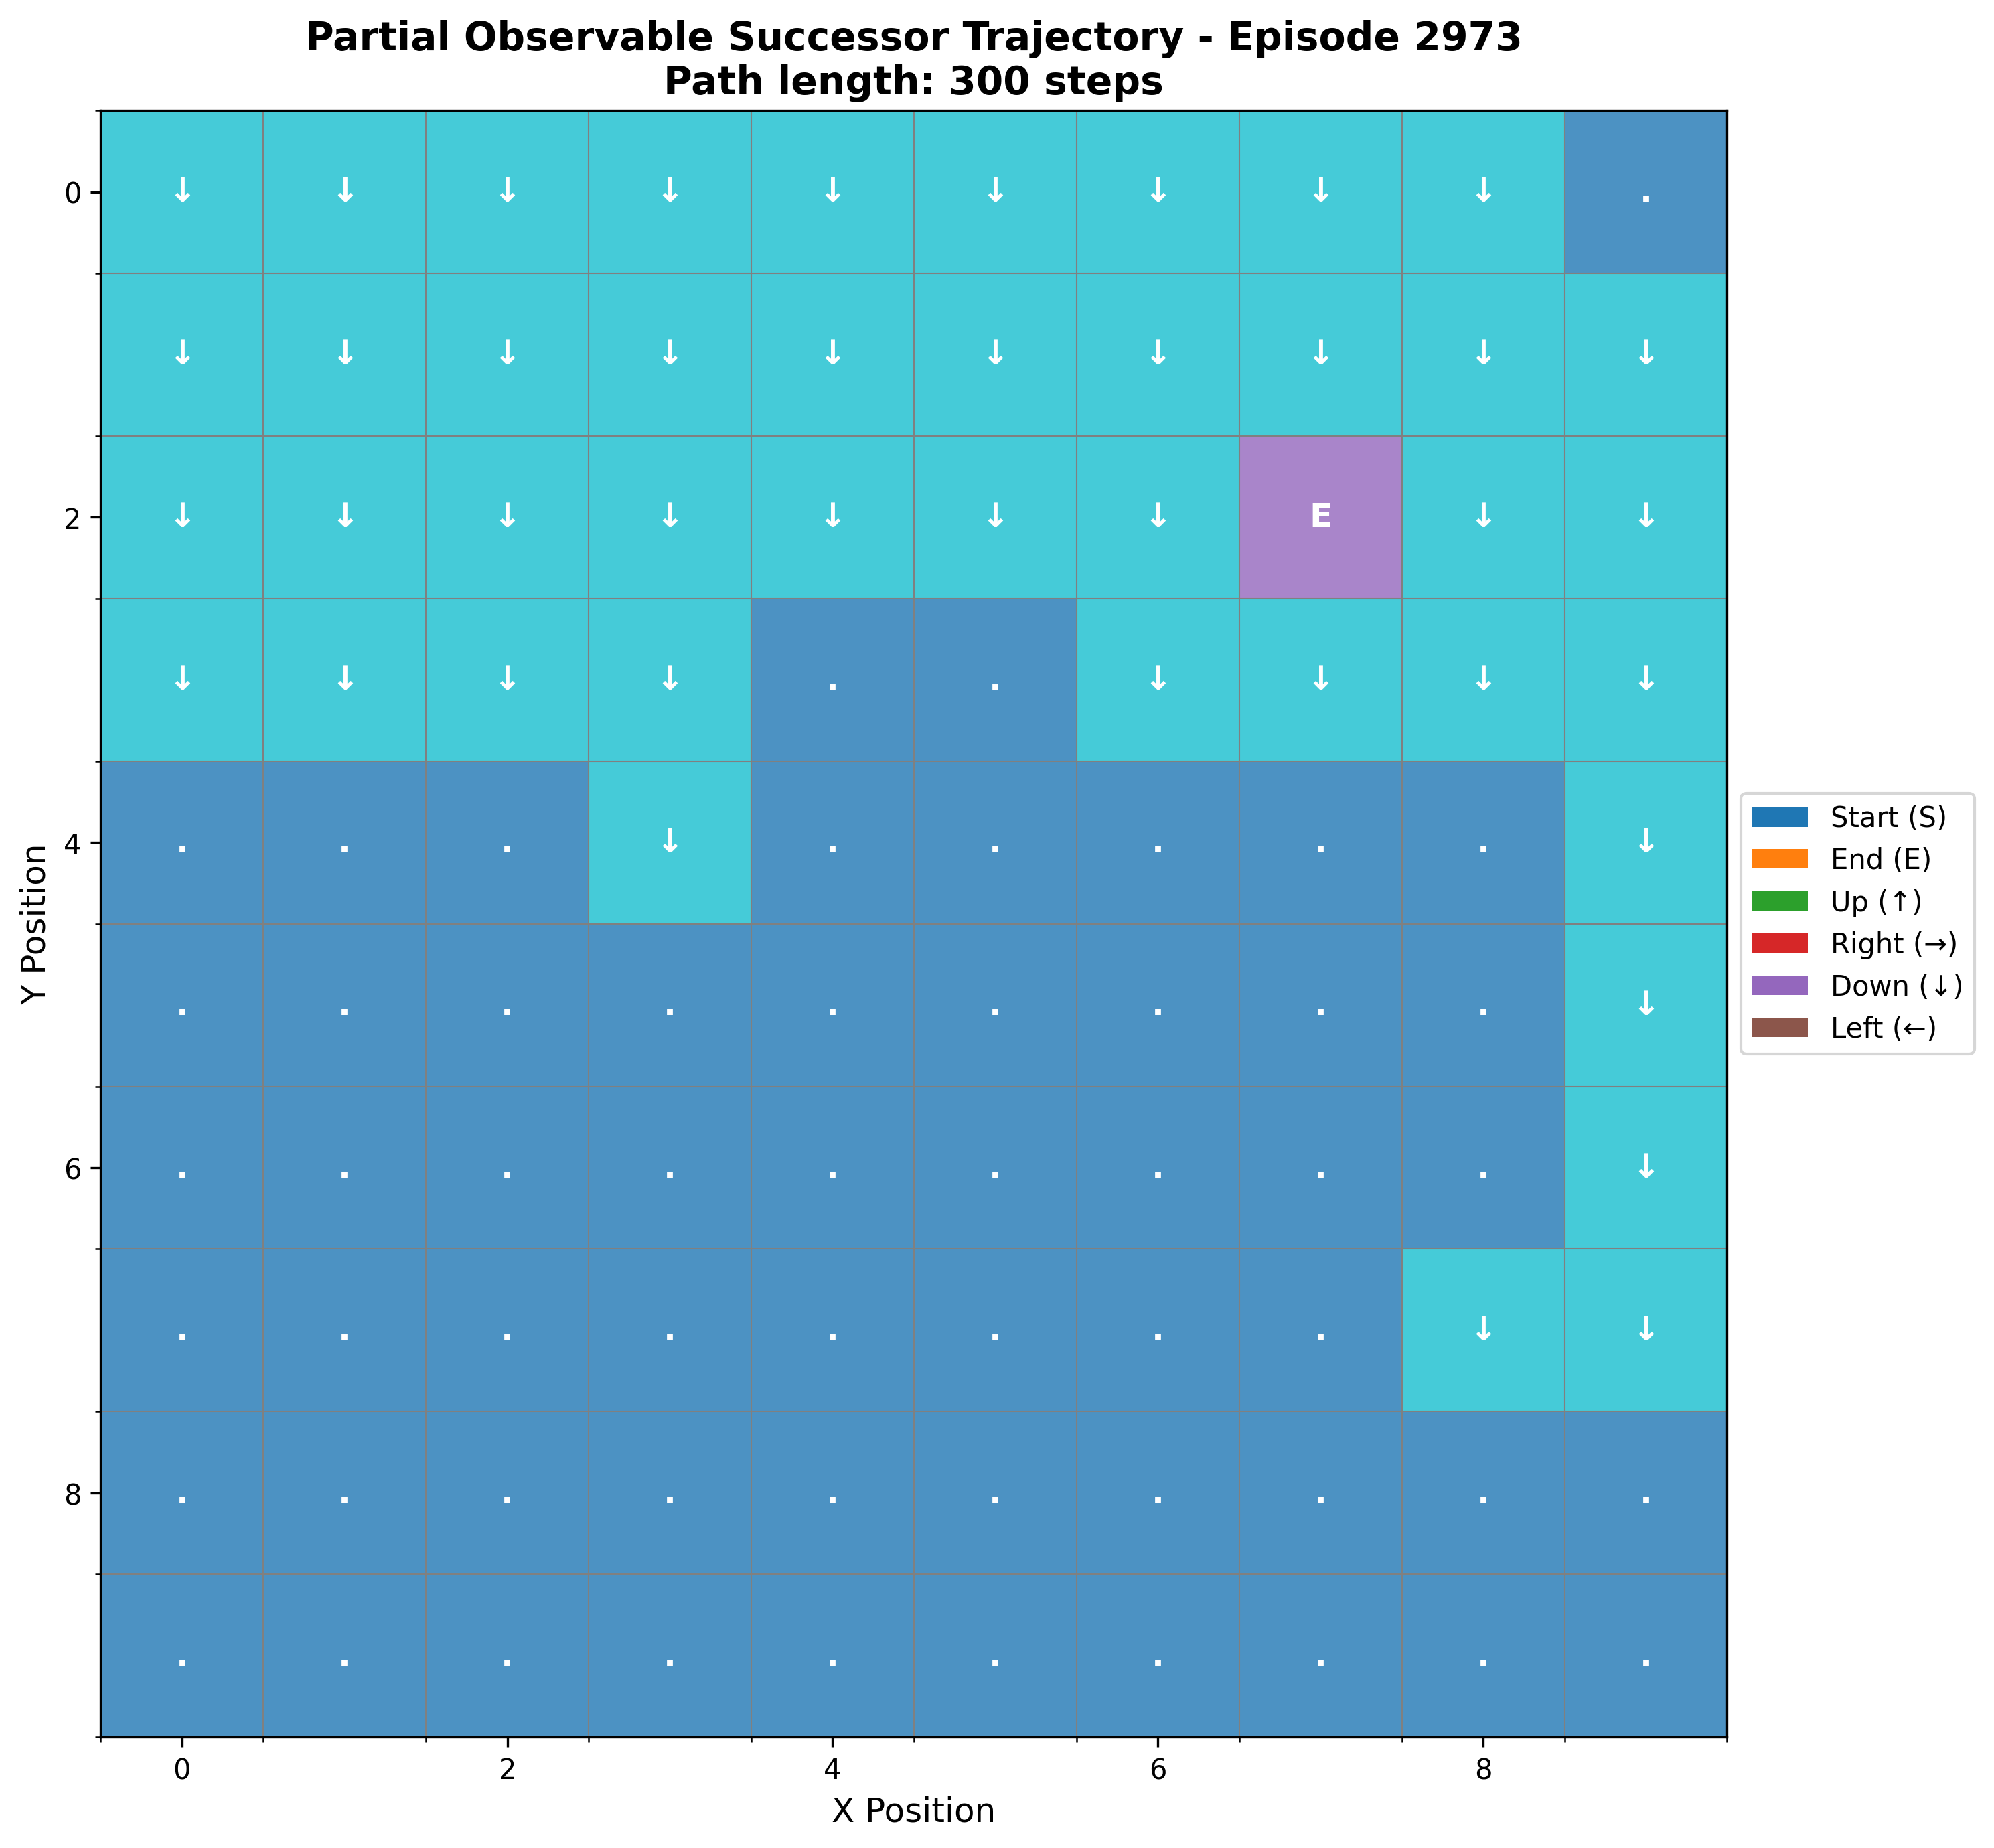 Partial Observable Successor Trajectory - Episode 2973
Path length: 300 steps
0 ↓ ↓ ↓ ↓ ↓ ↓ ↓ ↓ ↓ .
↓ ↓ ↓ ↓ ↓ ↓ ↓ ↓ ↓ ↓
2 ↓ ↓ ↓ ↓ ↓ ↓ ↓ E ↓ ↓
↓ ↓ ↓ ↓ . . ↓ ↓ ↓ ↓
4 . . . ↓ . . . . . ↓
. . . . . . . . . ↓
6 . . . . . . . . . ↓
. . . . . . . . ↓ ↓
8 . . . . . . . . . .
. . . . . . . . . .
0 2 4 6 8
X Position
Y Position
Start (S)
End (E)
Up (↑)
Right (→)
Down (↓)
Left (←)